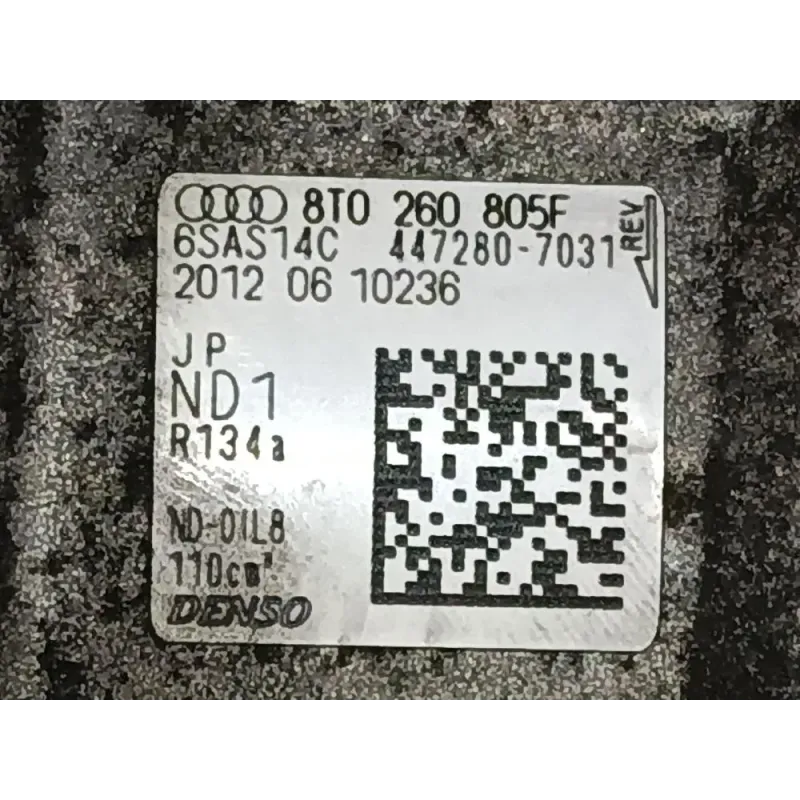 8T0 260 805F
6SAS14C 447280-7031 REV
2012 06 10236
JP
ND1
R134a
ND-OIL8
110cm³
DENSO